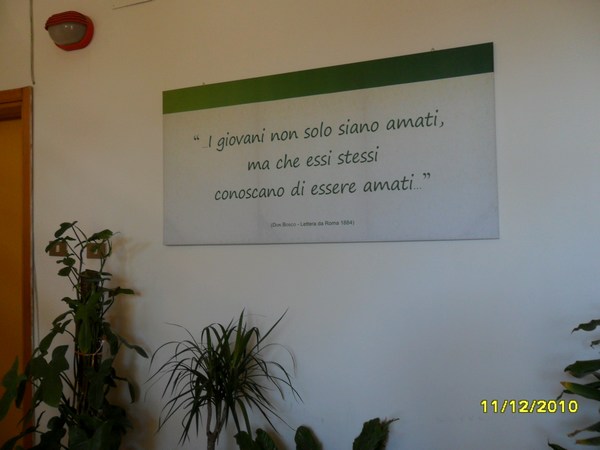 “...I giovani non solo siano amati,
ma che essi stessi
conoscano di essere amati...”
(Don Bosco - Lettera da Roma 1884)
11/12/2010